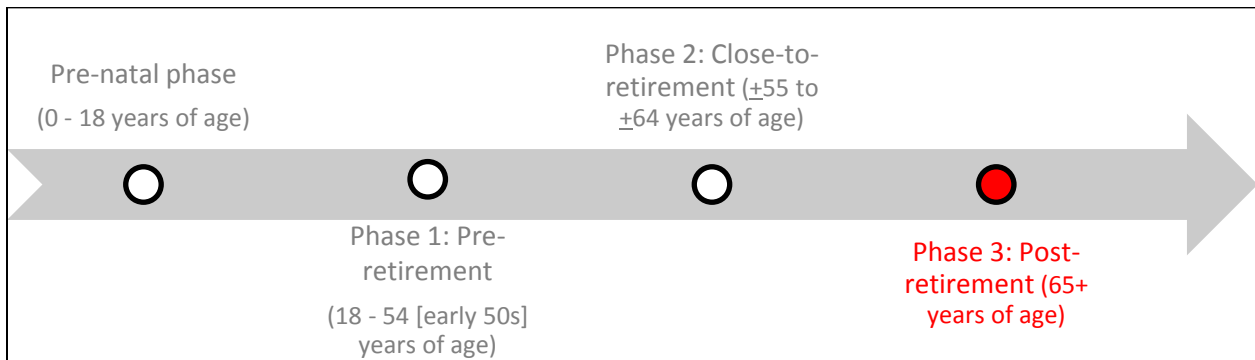 Pre-natal phase
(0 - 18 years of age)
Phase 1: Pre-
retirement
(18 - 54 [early 50s]
years of age)
Phase 2: Close-to-
retirement (+55 to
+64 years of age)
Phase 3: Post-
retirement (65+
years of age)